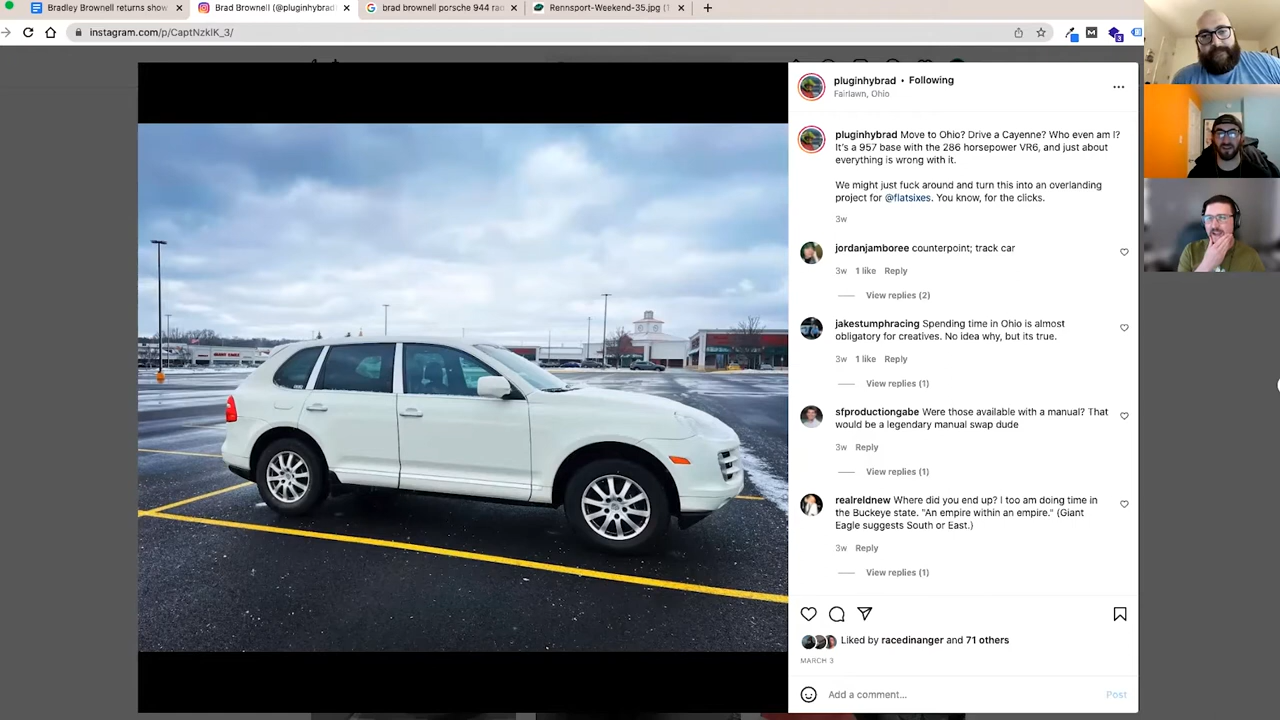 Bradley Brownell returns show
Brad Brownell (@pluginhybrad
brad brownell porsche 944 rac
Rennsport-Weekend-35.jpg (1
instagram.com/p/CaptNzklK_3/
pluginhybrad • Following
Fairlawn, Ohio
pluginhybrad Move to Ohio? Drive a Cayenne? Who even am I?
It's a 957 base with the 286 horsepower VR6, and just about
everything is wrong with it.
We might just fuck around and turn this into an overlanding
project for @flatsixes. You know, for the clicks.
3w
jordanjamboree counterpoint; track car
3w 1 like Reply
View replies (2)
jakestumphracing Spending time in Ohio is almost
obligatory for creatives. No idea why, but its true.
3w 1 like Reply
View replies (1)
sfproductiongabe Were those available with a manual? That
would be a legendary manual swap dude
3w Reply
View replies (1)
realreldnew Where did you end up? I too am doing time in
the Buckeye state. "An empire within an empire." (Giant
Eagle suggests South or East.)
3w Reply
View replies (1)
Liked by racedinanger and 71 others
MARCH 3
Add a comment...
Post